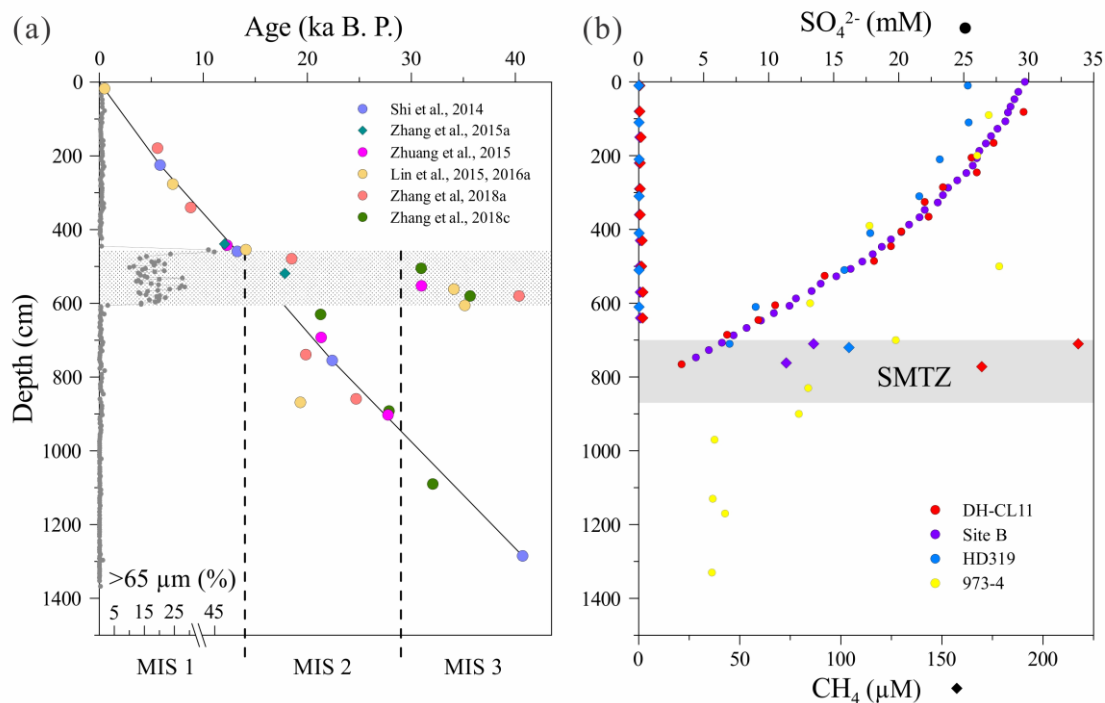 (a)
Age (ka B. P.)
0 10 20 30 40
Depth (cm)
0
200
400
600
800
1000
1200
1400
Shi et al., 2014
Zhang et al., 2015a
Zhuang et al., 2015
Lin et al., 2015, 2016a
Zhang et al, 2018a
Zhang et al., 2018c
>65 µm (%)
5 15 25 45
MIS 1 MIS 2 MIS 3
(b)
SO₄²⁻ (mM)
0 5 10 15 20 25 30 35
0
200
400
600
800
1000
1200
1400
SMTZ
DH-CL11
Site B
HD319
973-4
50 100 150 200
CH₄ (µM)